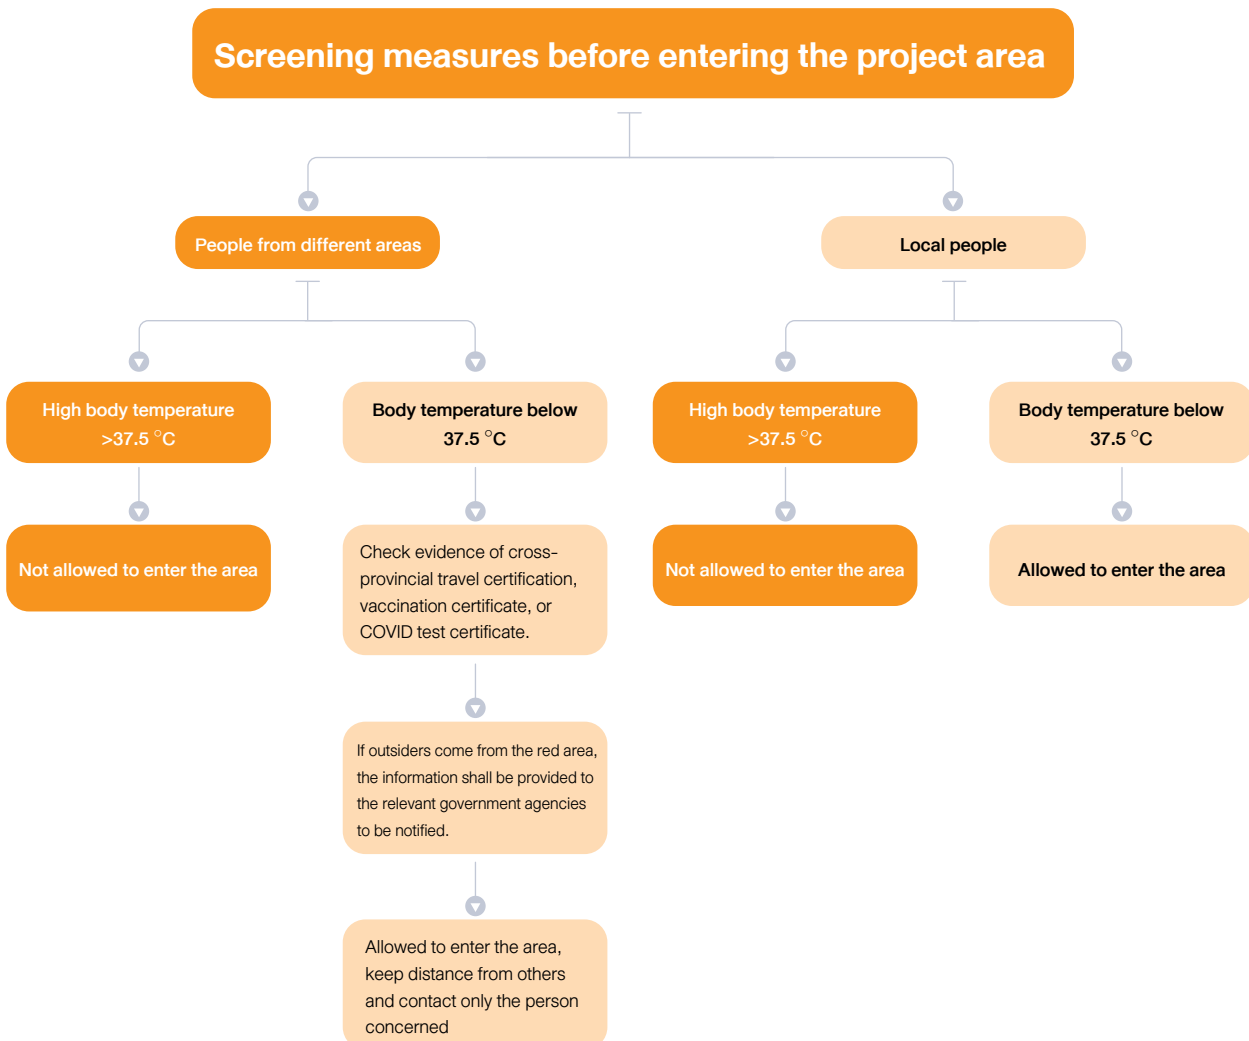 Screening measures before entering the project area
People from different areas
Local people
High body temperature
>37.5 °C
Body temperature below
37.5 °C
High body temperature
>37.5 °C
Body temperature below
37.5 °C
Not allowed to enter the area
Check evidence of cross-
provincial travel certification,
vaccination certificate, or
COVID test certificate.
Not allowed to enter the area
Allowed to enter the area
If outsiders come from the red area,
the information shall be provided to
the relevant government agencies
to be notified.
Allowed to enter the area,
keep distance from others
and contact only the person
concerned